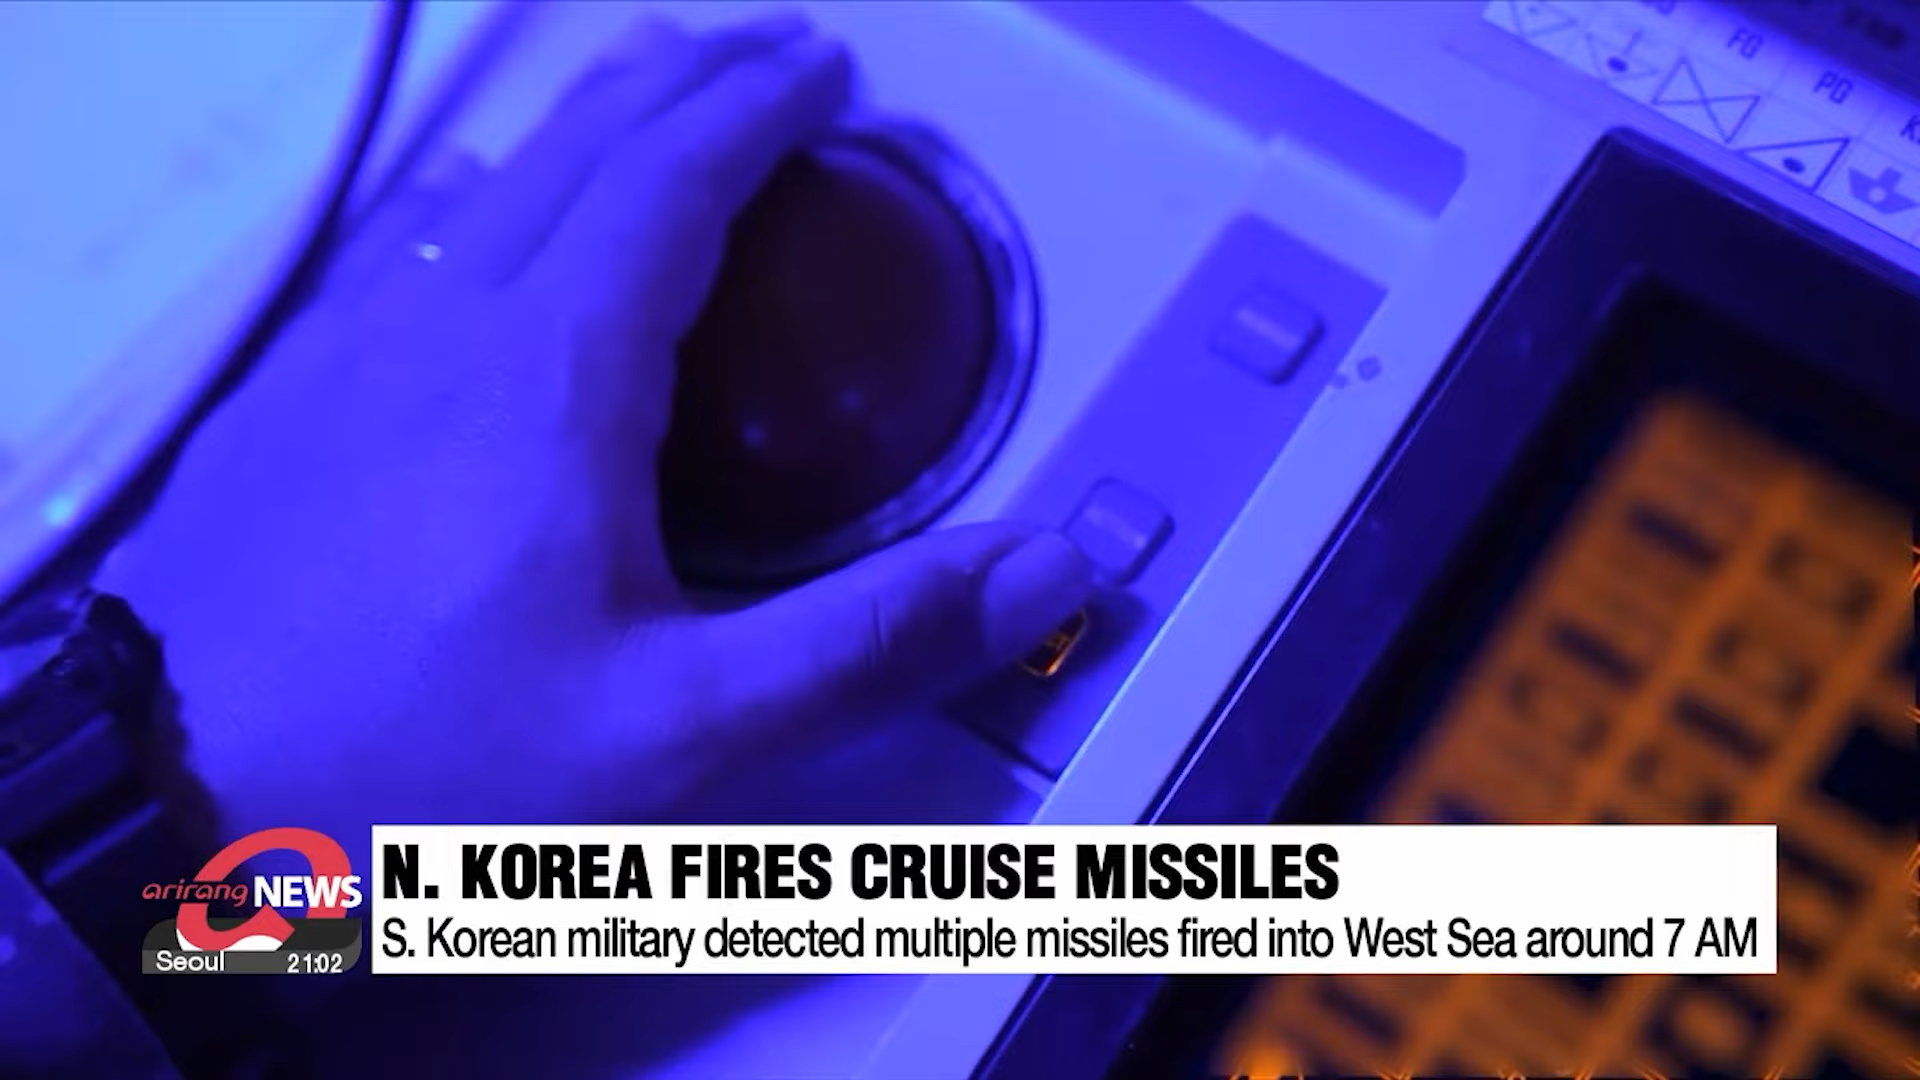 FG
PG
N. KOREA FIRES CRUISE MISSILES
arirang NEWS
S. Korean military detected multiple missiles fired into West Sea around 7 AM
Seoul 21:02